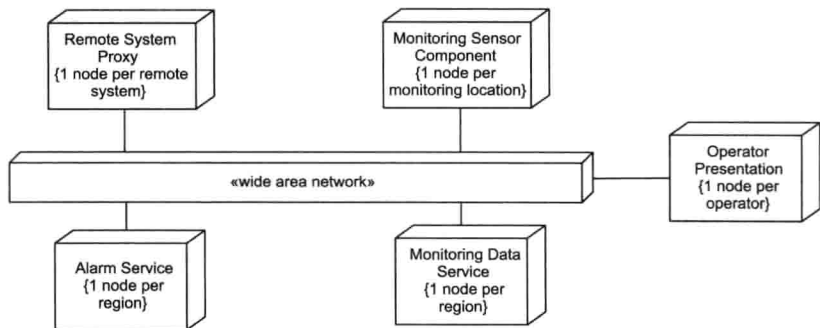 Remote System
Proxy
{1 node per remote
system}
Monitoring Sensor
Component
{1 node per
monitoring location}
«wide area network»
Operator
Presentation
{1 node per
operator}
Alarm Service
{1 node per
region}
Monitoring Data
Service
{1 node per
region}